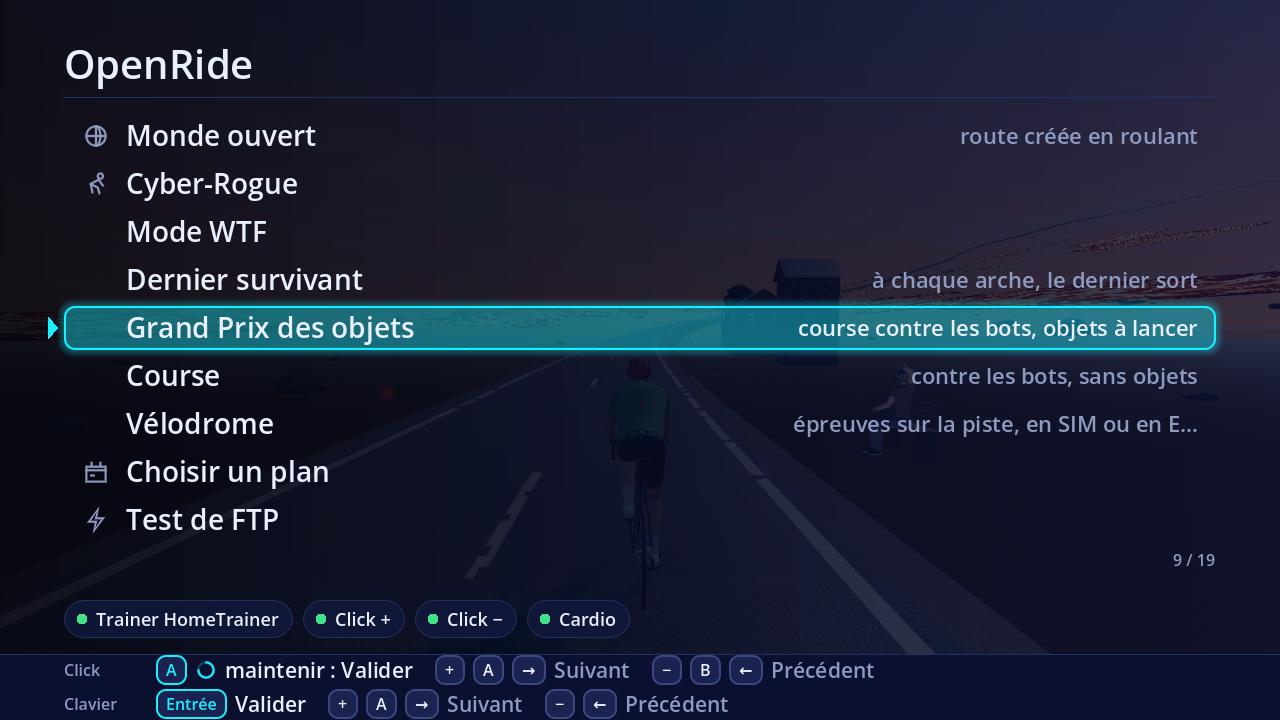 OpenRide
Monde ouvert route créée en roulant
Cyber-Rogue
Mode WTF
Dernier survivant à chaque arche, le dernier sort
Grand Prix des objets course contre les bots, objets à lancer
Course contre les bots, sans objets
Vélodrome épreuves sur la piste, en SIM ou en E...
Choisir un plan
Test de FTP
9 / 19
Trainer HomeTrainer Click + Click − Cardio
Click A maintenir : Valider + A → Suivant − B ← Précédent
Clavier Entrée Valider + A → Suivant − ← Précédent